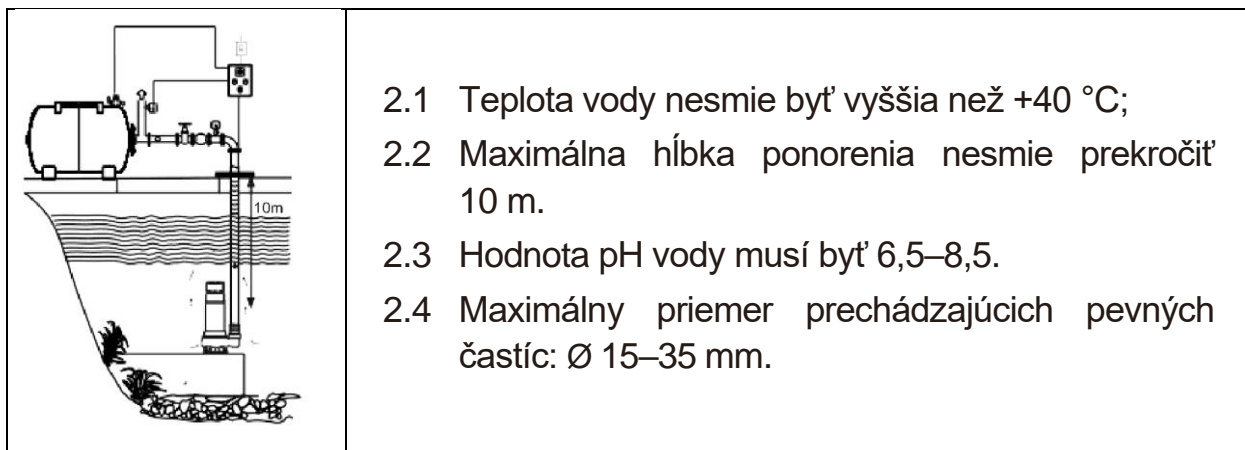 10m
2.1 Teplota vody nesmie byť vyššia než +40 °C;
2.2 Maximálna hĺbka ponorenia nesmie prekročiť
10 m.
2.3 Hodnota pH vody musí byť 6,5–8,5.
2.4 Maximálny priemer prechádzajúcich pevných
častíc: Ø 15–35 mm.